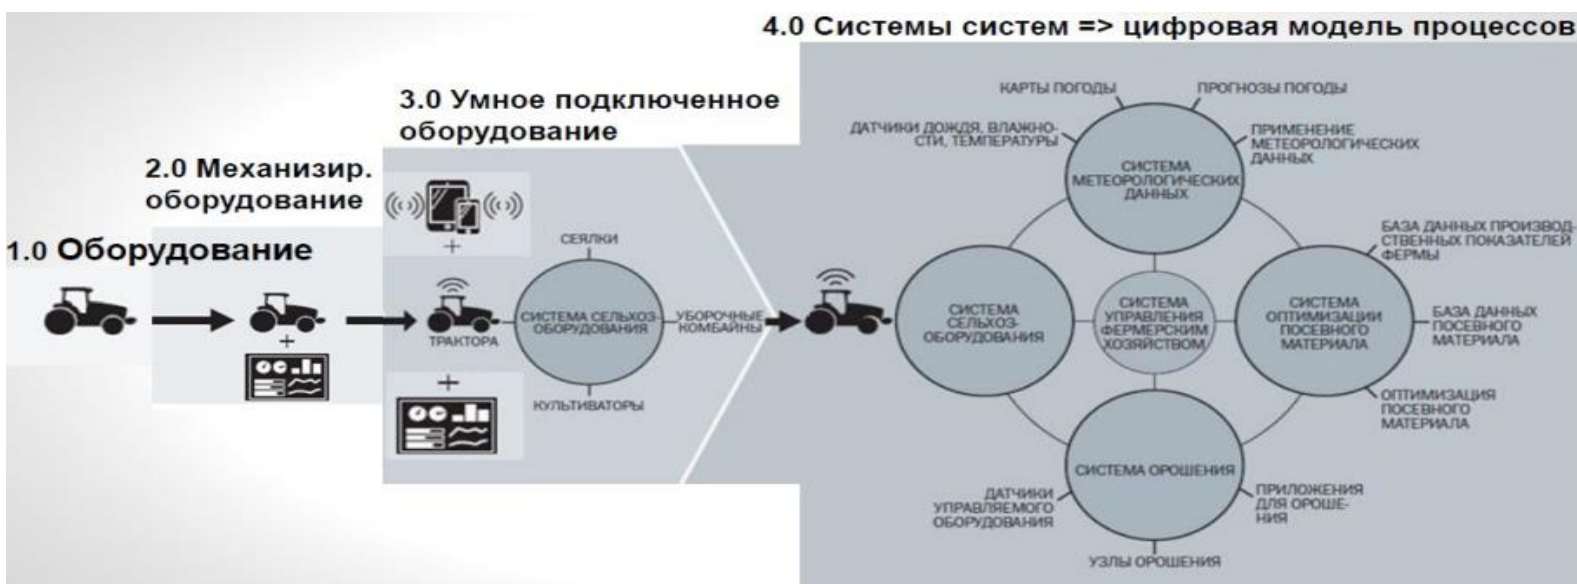 4.0 Системы систем => цифровая модель процессов
3.0 Умное подключенное
оборудование
2.0 Механизир.
оборудование
1.0 Оборудование
+
+
+
СЕЯЛКИ
СИСТЕМА СЕЛЬХОЗ-
ОБОРУДОВАНИЯ
ТРАКТОРА
УБОРОЧНЫЕ
КОМБАЙНЫ
КУЛЬТИВАТОРЫ
КАРТЫ ПОГОДЫ
ПРОГНОЗЫ ПОГОДЫ
ДАТЧИКИ ДОЖДЯ, ВЛАЖНО-
СТИ, ТЕМПЕРАТУРЫ
ПРИМЕНЕНИЕ
МЕТЕОРОЛОГИЧЕСКИХ
ДАННЫХ
СИСТЕМА
МЕТЕОРОЛОГИЧЕСКИХ
ДАННЫХ
БАЗА ДАННЫХ ПРОИЗВОД-
СТВЕННЫХ ПОКАЗАТЕЛЕЙ
ФЕРМЫ
СИСТЕМА
СЕЛЬХОЗ-
ОБОРУДОВАНИЯ
СИСТЕМА
УПРАВЛЕНИЯ
ФЕРМЕРСКИМ
ХОЗЯЙСТВОМ
СИСТЕМА
ОПТИМИЗАЦИИ
ПОСЕВНОГО
МАТЕРИАЛА
БАЗА ДАННЫХ
ПОСЕВНОГО
МАТЕРИАЛА
ОПТИМИЗАЦИЯ
ПОСЕВНОГО
МАТЕРИАЛА
СИСТЕМА ОРОШЕНИЯ
ДАТЧИКИ
УПРАВЛЯЕМОГО
ОБОРУДОВАНИЯ
ПРИЛОЖЕНИЯ
ДЛЯ ОРОШЕ-
НИЯ
УЗЛЫ ОРОШЕНИЯ